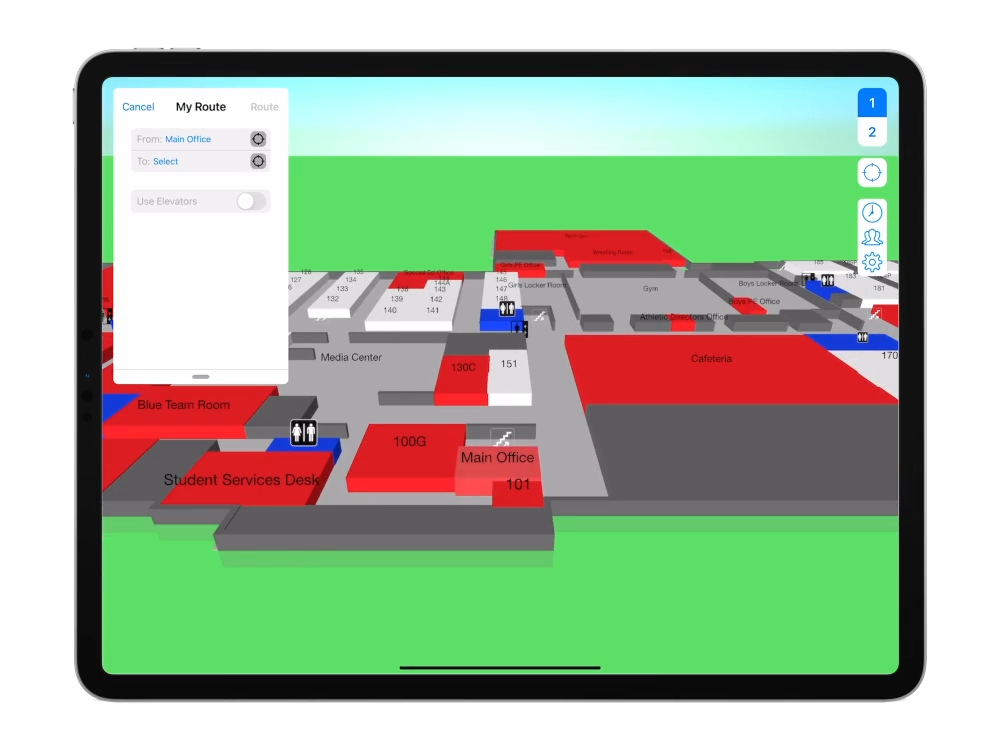 Cancel My Route Route
From: Main Office
To: Select
Use Elevators
1
2
Wrestling Room
Girls PE Office
Special Ed Office
126
135
127
134
133
132
138
139
140
144A
143
142
141
145
146
147
148
Girls Locker Room
Gym
Boys Locker Room
Boys PE Office
Athletic Directors Office
185
183
181
170
Media Center
130C
151
Cafeteria
Blue Team Room
100G
Main Office
101
Student Services Desk